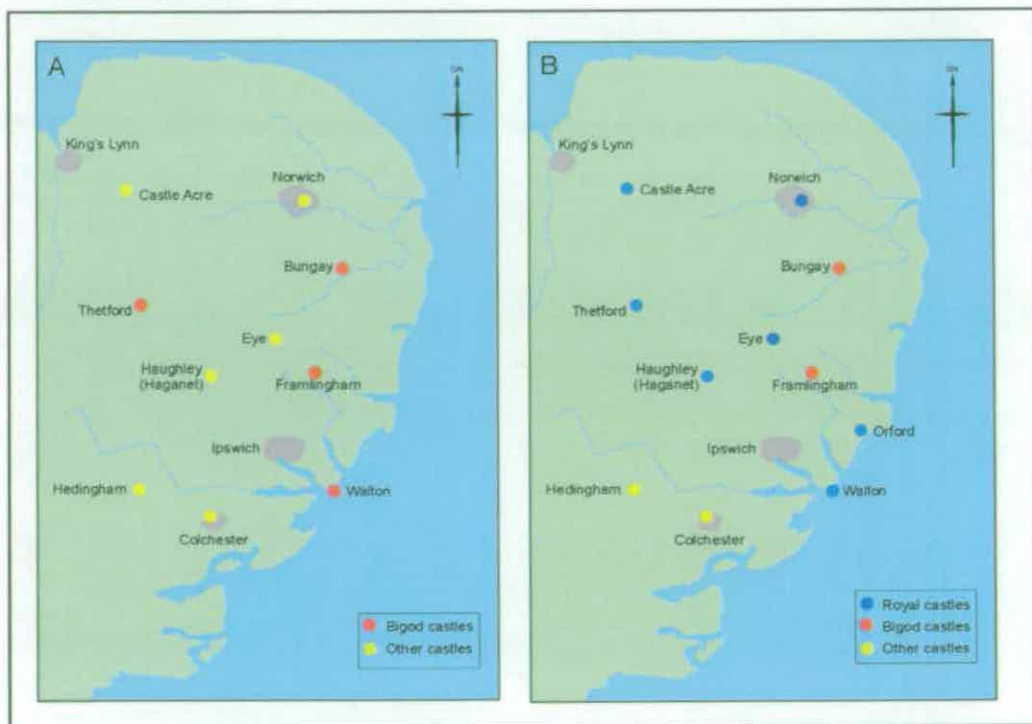 A
King's Lynn
Castle Acre
Norwich
Bungay
Thetford
Eye
Haughley
(Haganet)
Framlingham
Ipswich
Hedingham
Walton
Colchester
Bigod castles
Other castles
B
King's Lynn
Castle Acre
Norwich
Bungay
Thetford
Eye
Haughley
(Haganet)
Framlingham
Orford
Ipswich
Hedingham
Walton
Colchester
Royal castles
Bigod castles
Other castles